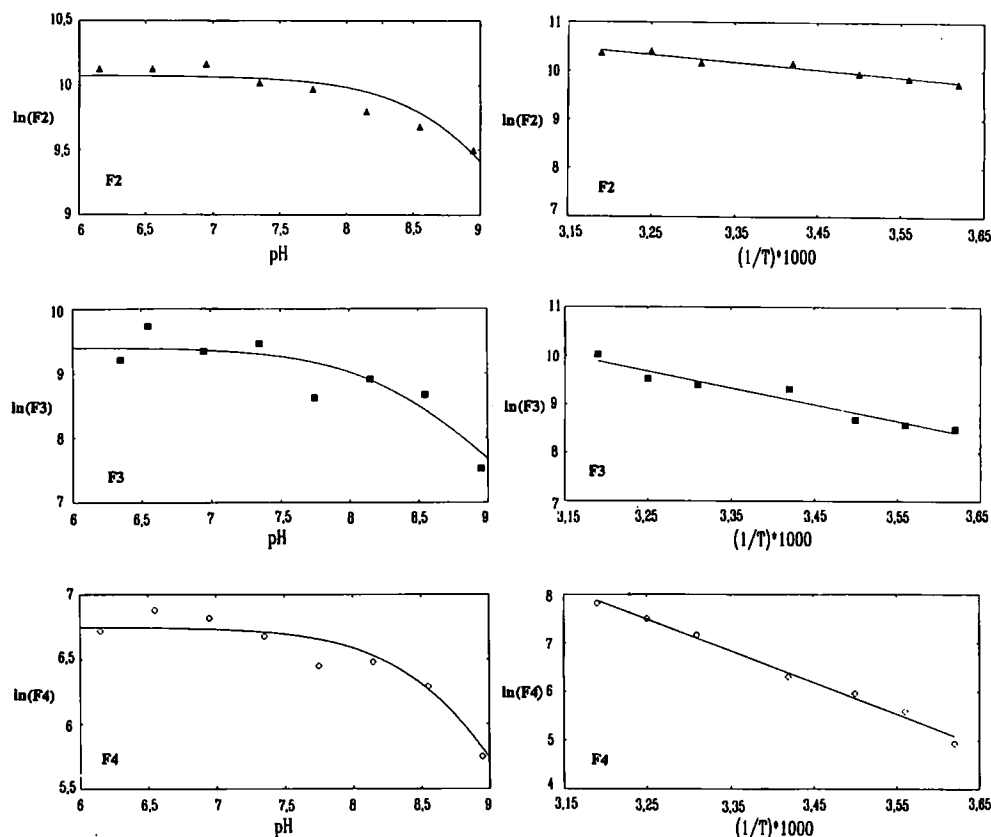 10,5
10
ln(F2)
9,5
F2
9
6 6,5 7 7,5 8 8,5 9
pH
11
10
ln(F2)
9
8
F2
7
3,15 3,25 3,35 3,45 3,55 3,65
(1/T)*1000
10
9
ln(F3)
8
F3
7
6 6,5 7 7,5 8 8,5 9
pH
11
10
9
ln(F3)
8
F3
7
3,15 3,25 3,35 3,45 3,55 3,65
(1/T)*1000
7
6,5
ln(F4)
6
F4
5,5
6 6,5 7 7,5 8 8,5 9
pH
8
7
ln(F4)
6
5
F4
4
3,15 3,25 3,35 3,45 3,55 3,65
(1/T)*1000